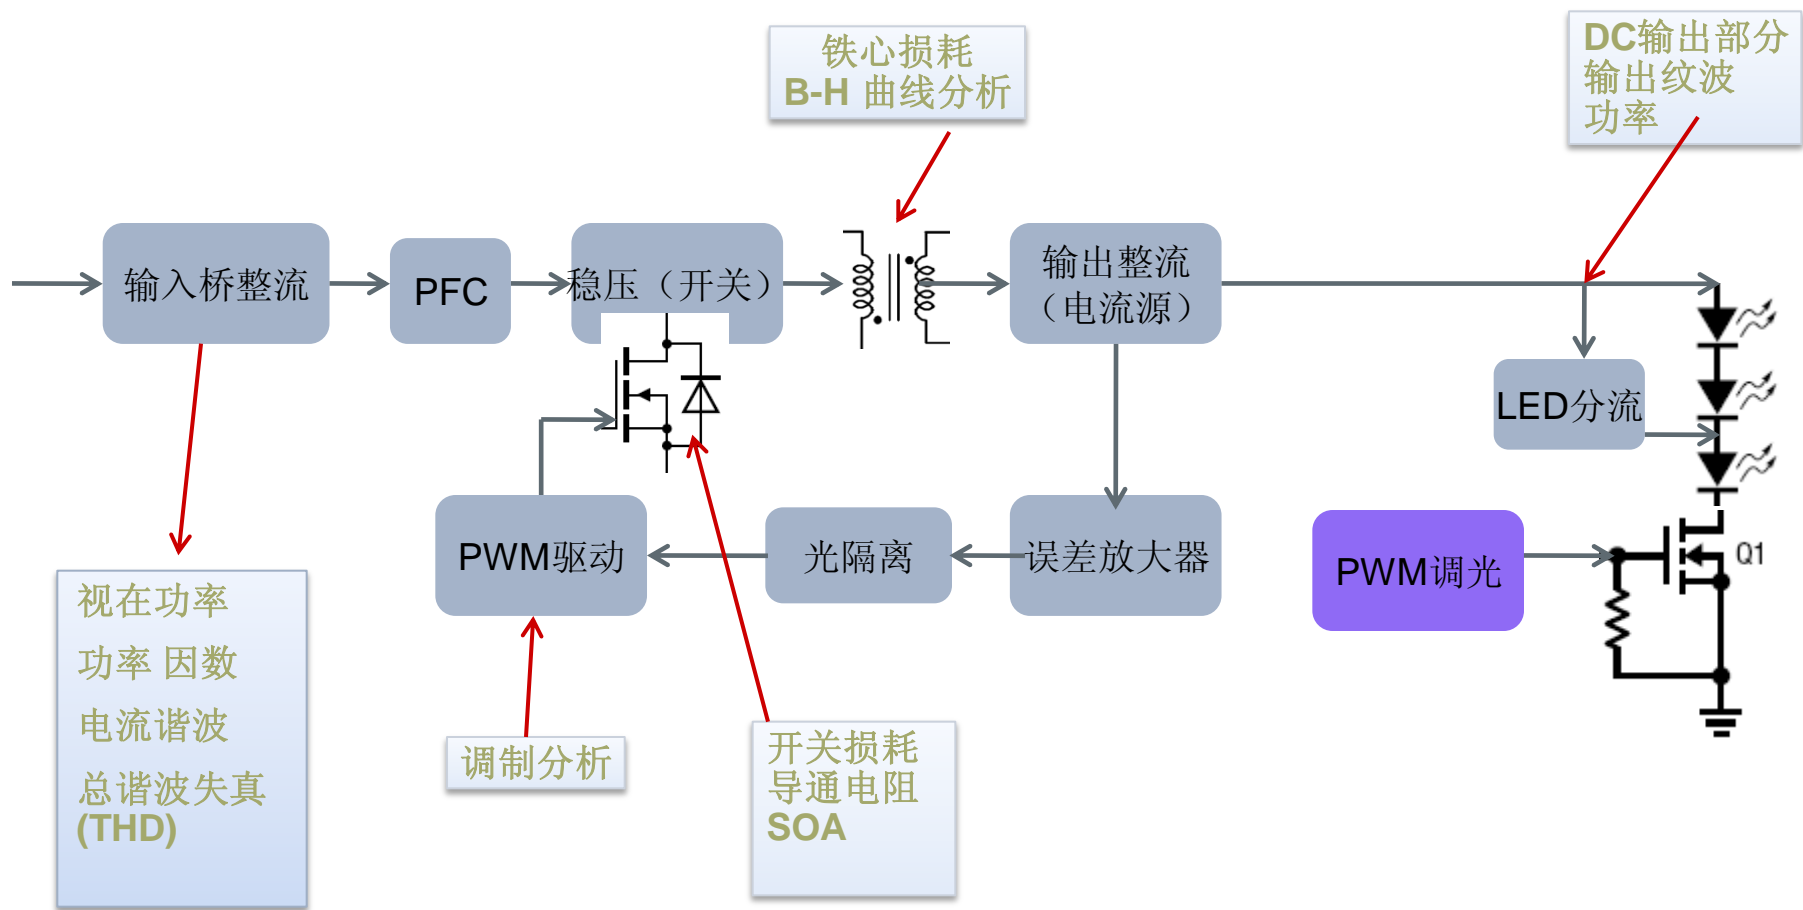 铁心损耗
B-H 曲线分析
DC输出部分
输出纹波
功率
输入桥整流
PFC
稳压（开关）
输出整流
（电流源）
LED分流
PWM驱动
光隔离
误差放大器
PWM调光
Q1
视在功率
功率 因数
电流谐波
总谐波失真
(THD)
调制分析
开关损耗
导通电阻
SOA